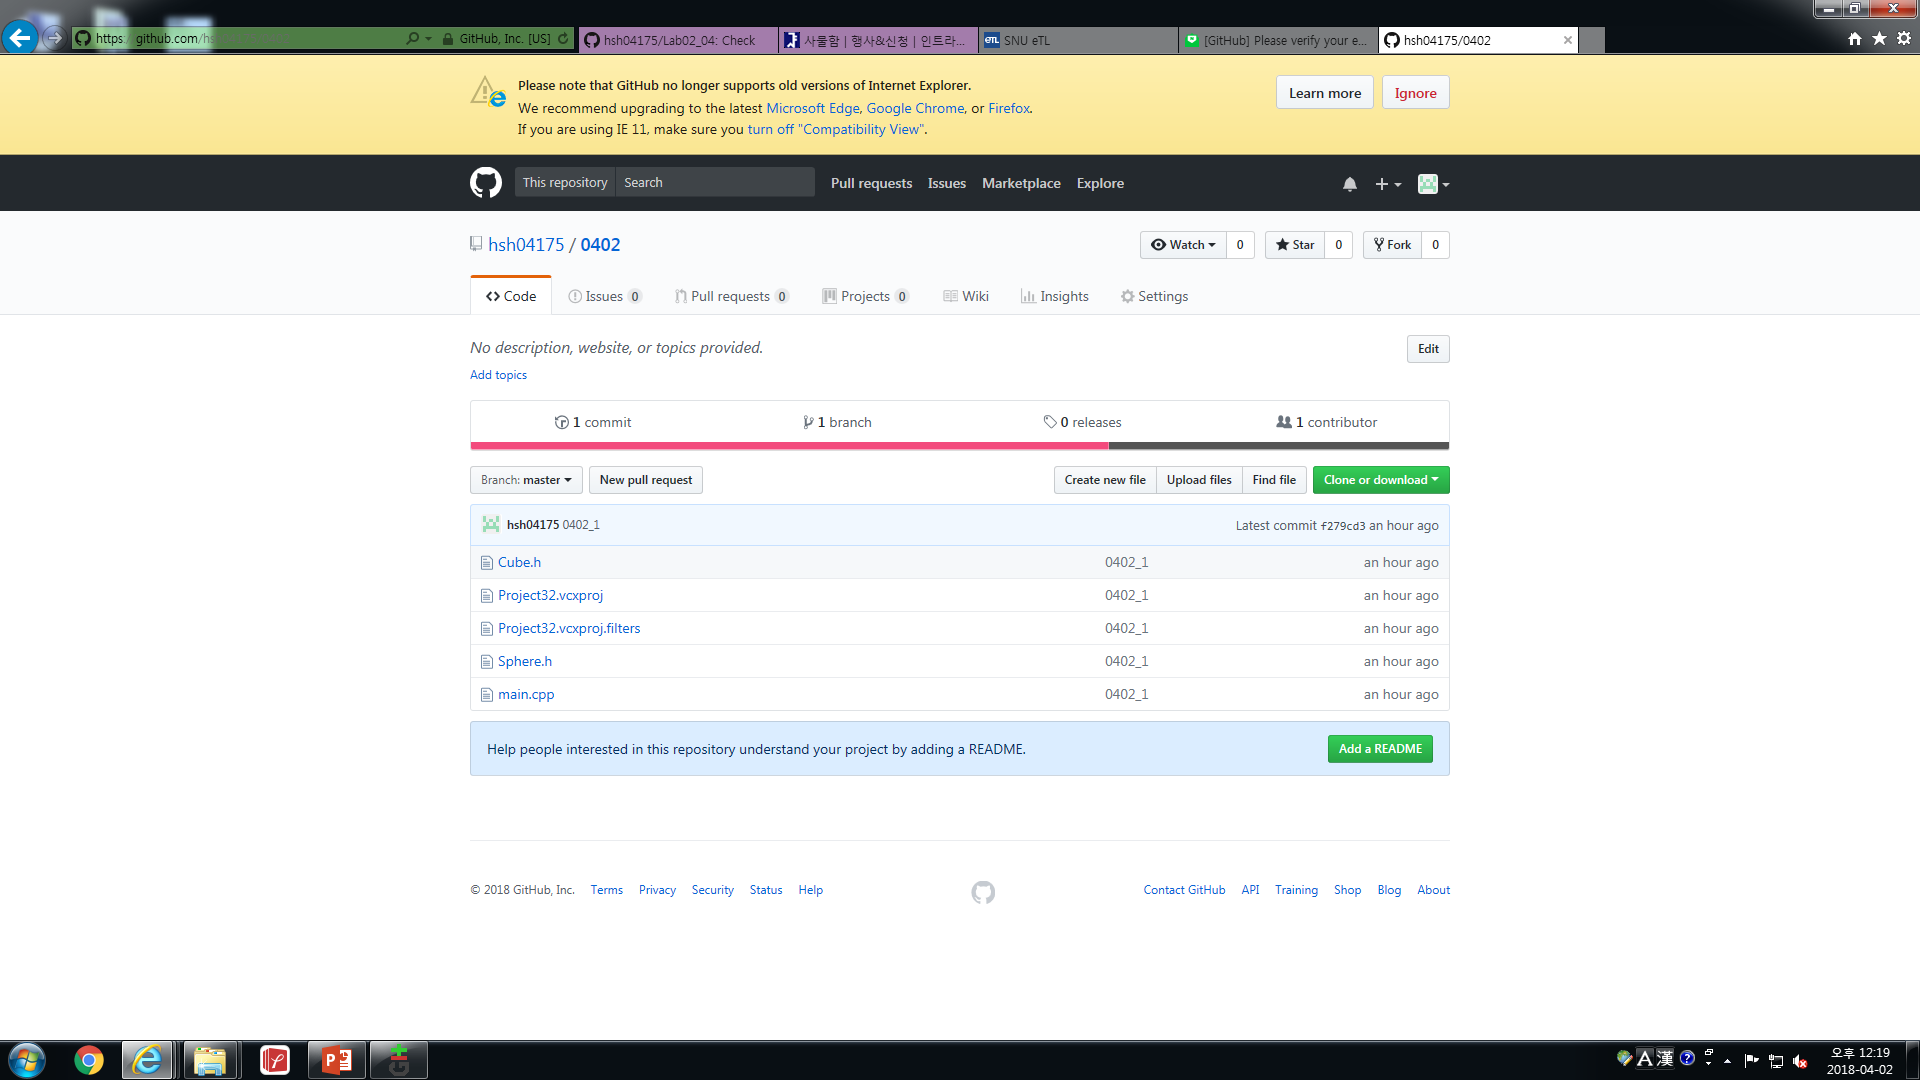 https: github.com/hs GitHub, Inc. [US] hsh04175/Lab02_04: Check 사물함 | 행사&신청 | 인트라... eTL SNU eTL [GitHub] Please verify your e... hsh04175/0402
Please note that GitHub no longer supports old versions of Internet Explorer.
We recommend upgrading to the latest Microsoft Edge, Google Chrome, or Firefox.
If you are using IE 11, make sure you turn off "Compatibility View".
Learn more Ignore
This repository Search Pull requests Issues Marketplace Explore
hsh04175 / 0402 Watch 0 Star 0 Fork 0
Code Issues 0 Pull requests 0 Projects 0 Wiki Insights Settings
No description, website, or topics provided. Edit
Add topics
1 commit 1 branch 0 releases 1 contributor
Branch: master New pull request Create new file Upload files Find file Clone or download
hsh04175 0402_1 Latest commit f279cd3 an hour ago
Cube.h 0402_1 an hour ago
Project32.vcxproj 0402_1 an hour ago
Project32.vcxproj.filters 0402_1 an hour ago
Sphere.h 0402_1 an hour ago
main.cpp 0402_1 an hour ago
Help people interested in this repository understand your project by adding a README. Add a README
© 2018 GitHub, Inc. Terms Privacy Security Status Help Contact GitHub API Training Shop Blog About
A 漢 오후 12:19
2018-04-02